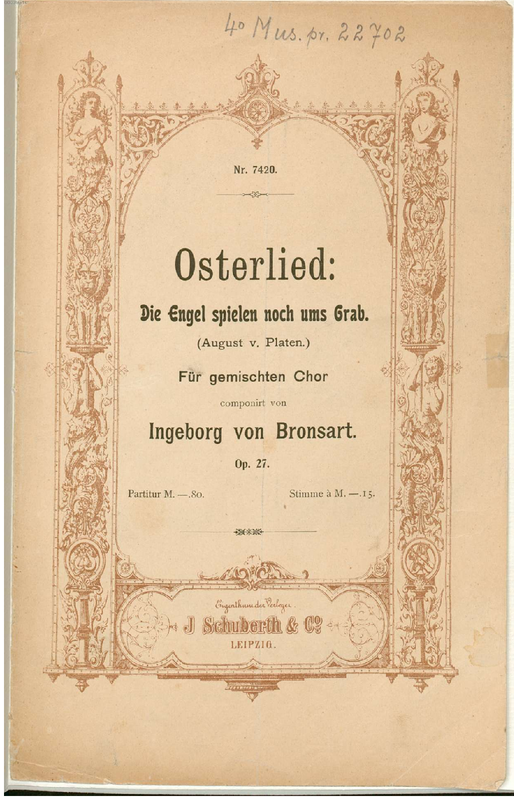 4º Mus. pr. 22702
Nr. 7420.
Osterlied:
Die Engel spielen noch ums Grab.
(August v. Platen.)
Für gemischten Chor
componirt von
Ingeborg von Bronsart.
Op. 27.
Partitur M. —.80. Stimme à M. —.15.
Eigenthum der Verleger
J Schuberth & Cº
LEIPZIG.